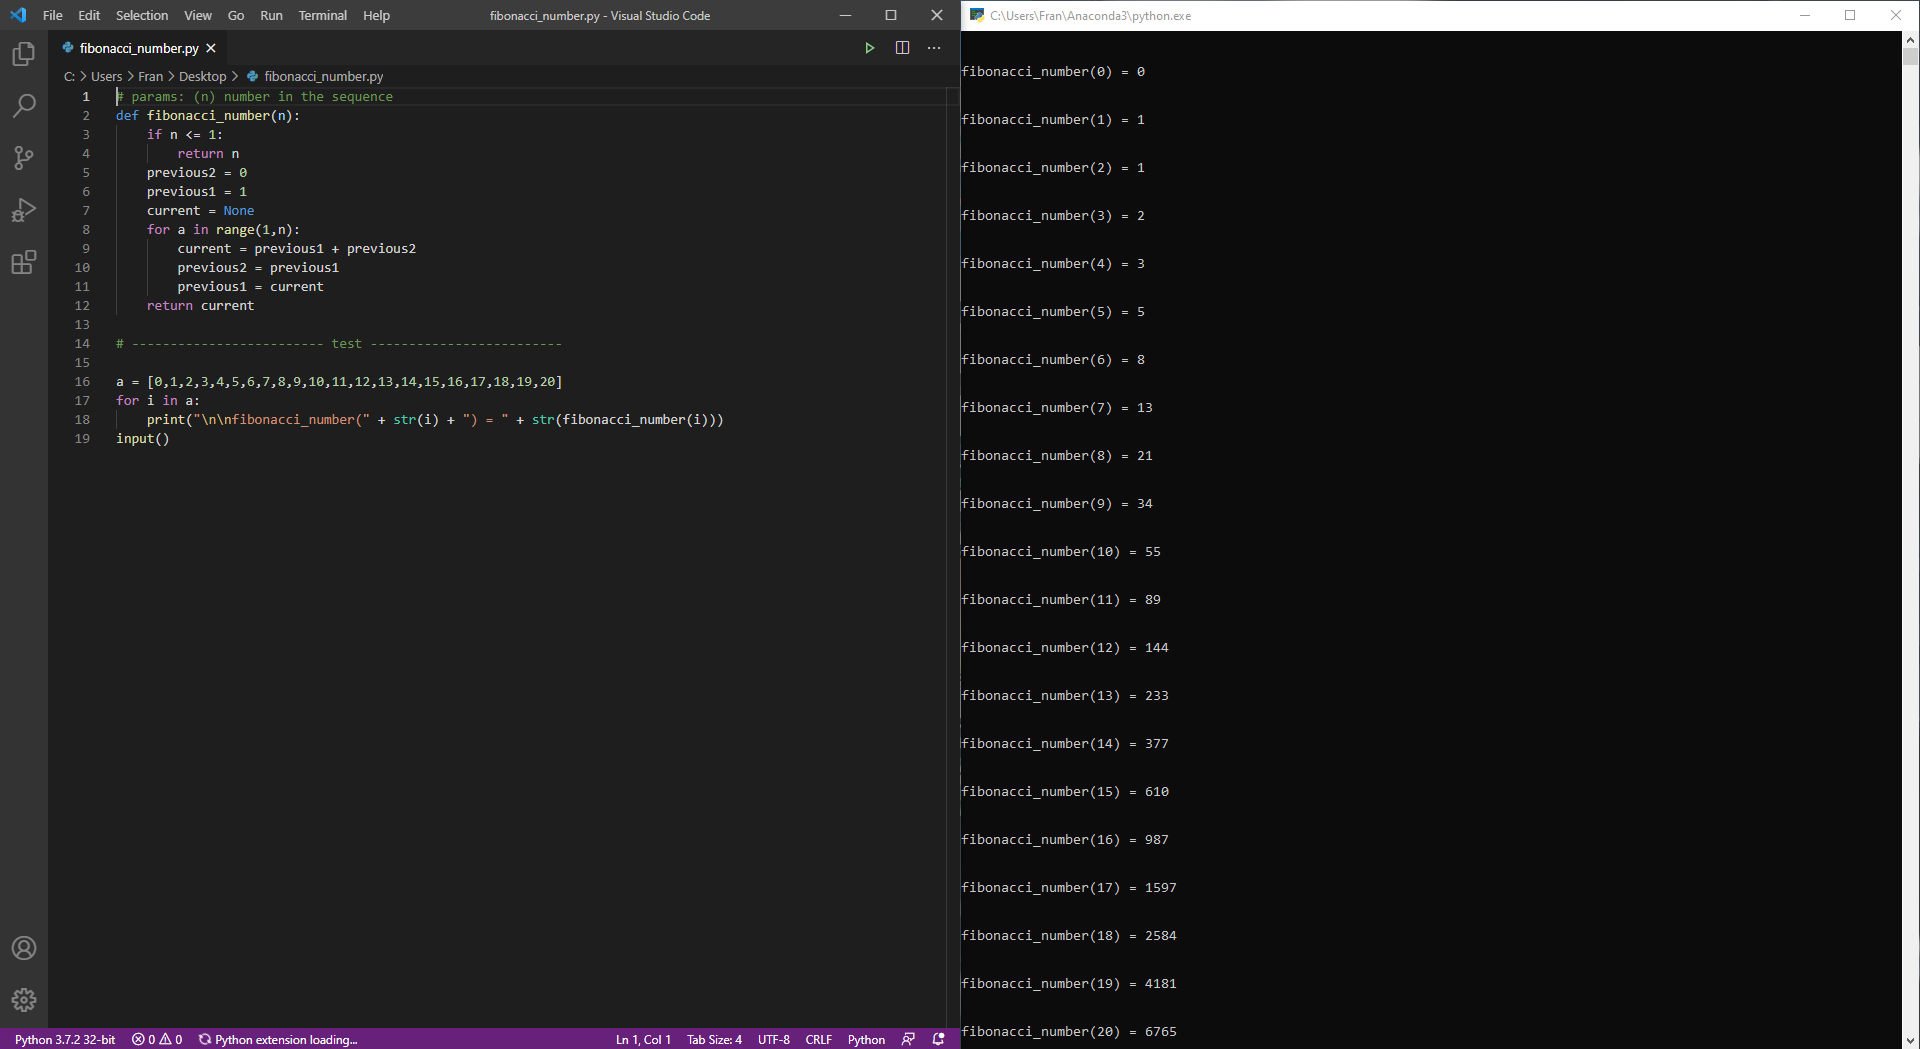 File Edit Selection View Go Run Terminal Help fibonacci_number.py - Visual Studio Code
fibonacci_number.py
C: > Users > Fran > Desktop > fibonacci_number.py
1 # params: (n) number in the sequence
2 def fibonacci_number(n):
3     if n <= 1:
4         return n
5     previous2 = 0
6     previous1 = 1
7     current = None
8     for a in range(1,n):
9         current = previous1 + previous2
10         previous2 = previous1
11         previous1 = current
12     return current
13
14 # ------------------------- test -------------------------
15
16 a = [0,1,2,3,4,5,6,7,8,9,10,11,12,13,14,15,16,17,18,19,20]
17 for i in a:
18     print("\n\nfibonacci_number(" + str(i) + ") = " + str(fibonacci_number(i)))
19 input()
Python 3.7.2 32-bit 0 0 Python extension loading... Ln 1, Col 1 Tab Size: 4 UTF-8 CRLF Python
C:\Users\Fran\Anaconda3\python.exe
fibonacci_number(0) = 0
fibonacci_number(1) = 1
fibonacci_number(2) = 1
fibonacci_number(3) = 2
fibonacci_number(4) = 3
fibonacci_number(5) = 5
fibonacci_number(6) = 8
fibonacci_number(7) = 13
fibonacci_number(8) = 21
fibonacci_number(9) = 34
fibonacci_number(10) = 55
fibonacci_number(11) = 89
fibonacci_number(12) = 144
fibonacci_number(13) = 233
fibonacci_number(14) = 377
fibonacci_number(15) = 610
fibonacci_number(16) = 987
fibonacci_number(17) = 1597
fibonacci_number(18) = 2584
fibonacci_number(19) = 4181
fibonacci_number(20) = 6765